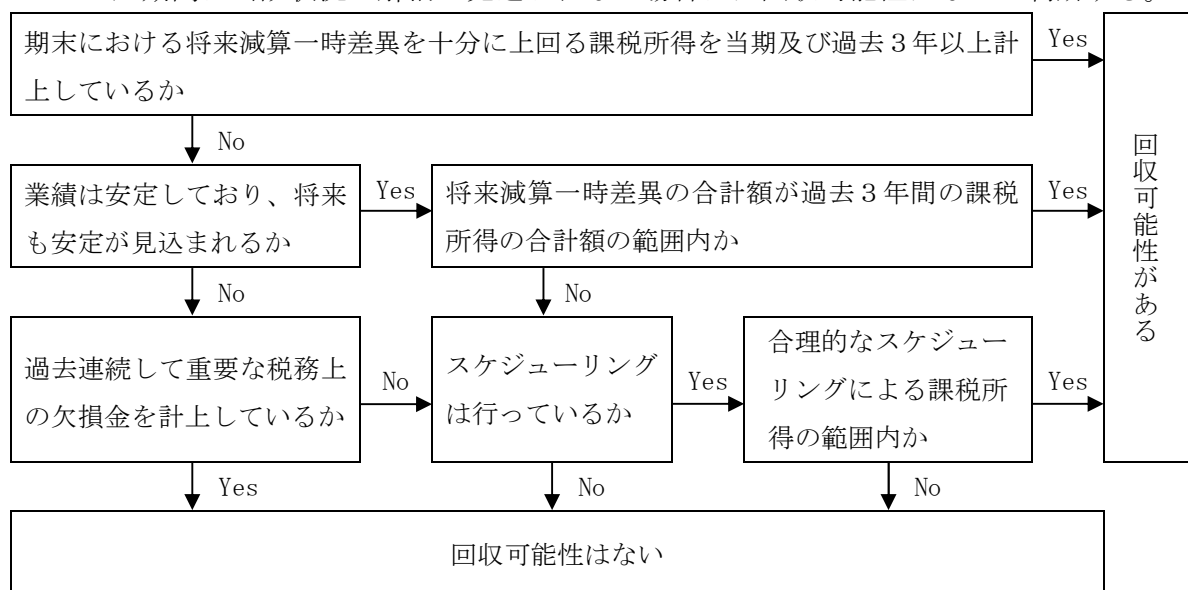 期末における将来減算一時差異を十分に上回る課税所得を当期及び過去３年以上計
上しているか
Yes
No
業績は安定しており、将来
も安定が見込まれるか
Yes
将来減算一時差異の合計額が過去３年間の課税
所得の合計額の範囲内か
Yes
No
No
過去連続して重要な税務上
の欠損金を計上しているか
No
スケジューリング
は行っているか
Yes
合理的なスケジュー
リングによる課税所
得の範囲内か
Yes
Yes
No
No
回収可能性がある
回収可能性はない